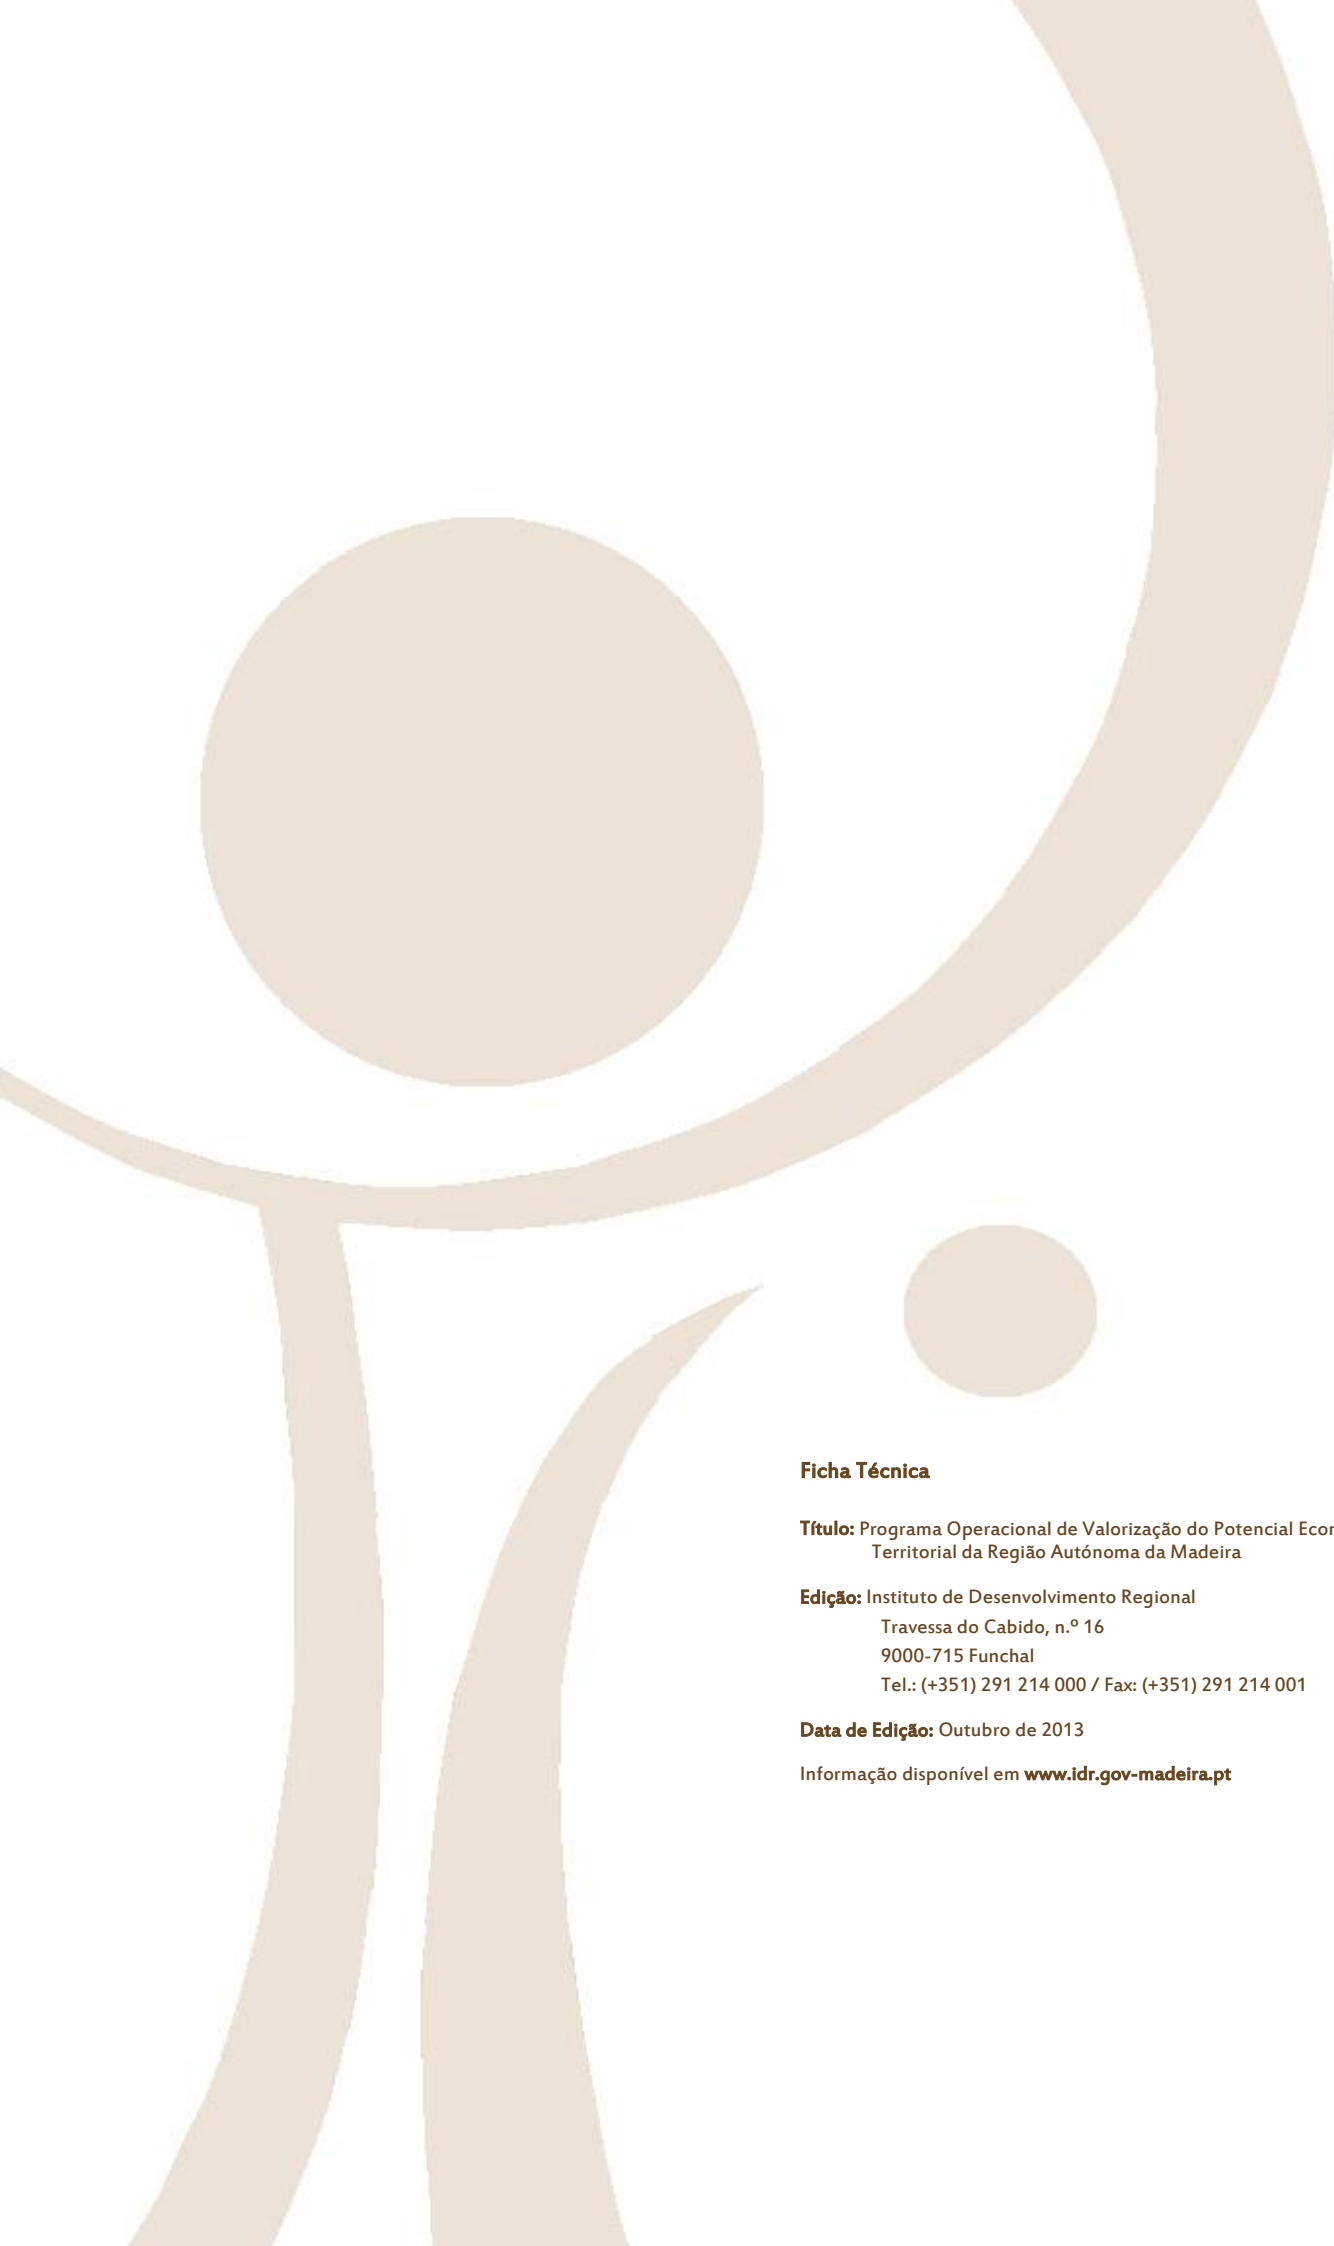 Ficha Técnica
Título: Programa Operacional de Valorização do Potencial
Territorial da Região Autónoma da Madeira
Edição: Instituto de Desenvolvimento Regional
Travessa do Cabido, n.º 16
9000-715 Funchal
Tel.: (+351) 291 214 000 / Fax: (+351) 291 214 001
Data de Edição: Outubro de 2013
Informação disponível em www.idr.gov-madeira.pt